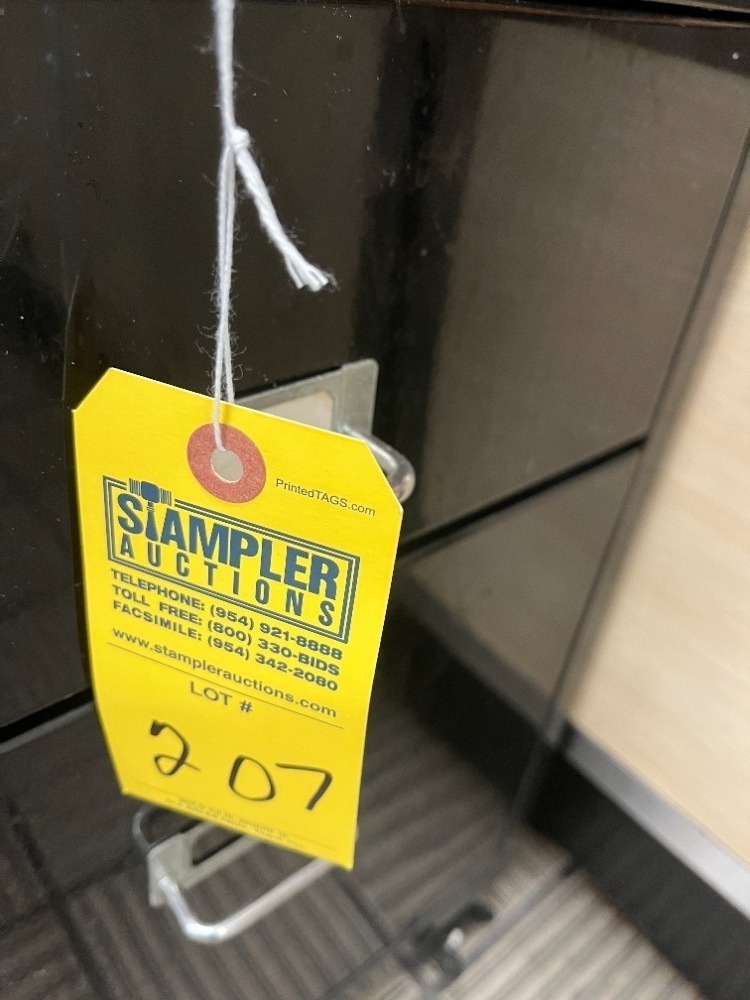 PrintedTAGS.com
STAMPLER
AUCTIONS
TELEPHONE: (954) 921-8888
TOLL FREE: (800) 330-BIDS
FACSIMILE: (954) 342-2080
www.stamplerauctions.com
LOT #
207